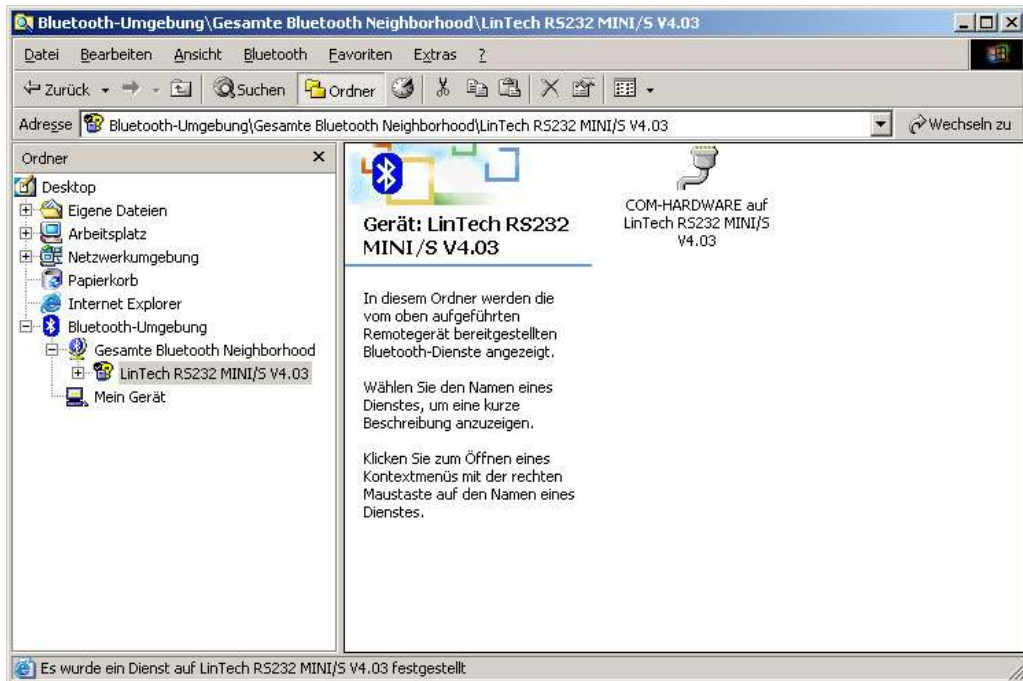 Bluetooth-Umgebung\Gesamte Bluetooth Neighborhood\LinTech RS232 MINI/S V4.03
Datei Bearbeiten Ansicht Bluetooth Favoriten Extras ?
Zurück Suchen Ordner
Adresse Bluetooth-Umgebung\Gesamte Bluetooth Neighborhood\LinTech RS232 MINI/S V4.03 Wechseln zu
Ordner
Desktop
Eigene Dateien
Arbeitsplatz
Netzwerkumgebung
Papierkorb
Internet Explorer
Bluetooth-Umgebung
Gesamte Bluetooth Neighborhood
LinTech RS232 MINI/S V4.03
Mein Gerät
Gerät: LinTech RS232
MINI/S V4.03
In diesem Ordner werden die
vom oben aufgeführten
Remotegerät bereitgestellten
Bluetooth-Dienste angezeigt.
Wählen Sie den Namen eines
Dienstes, um eine kurze
Beschreibung anzuzeigen.
Klicken Sie zum Öffnen eines
Kontextmenüs mit der rechten
Maustaste auf den Namen eines
Dienstes.
COM-HARDWARE auf
LinTech RS232 MINI/S
V4.03
Es wurde ein Dienst auf LinTech RS232 MINI/S V4.03 festgestellt